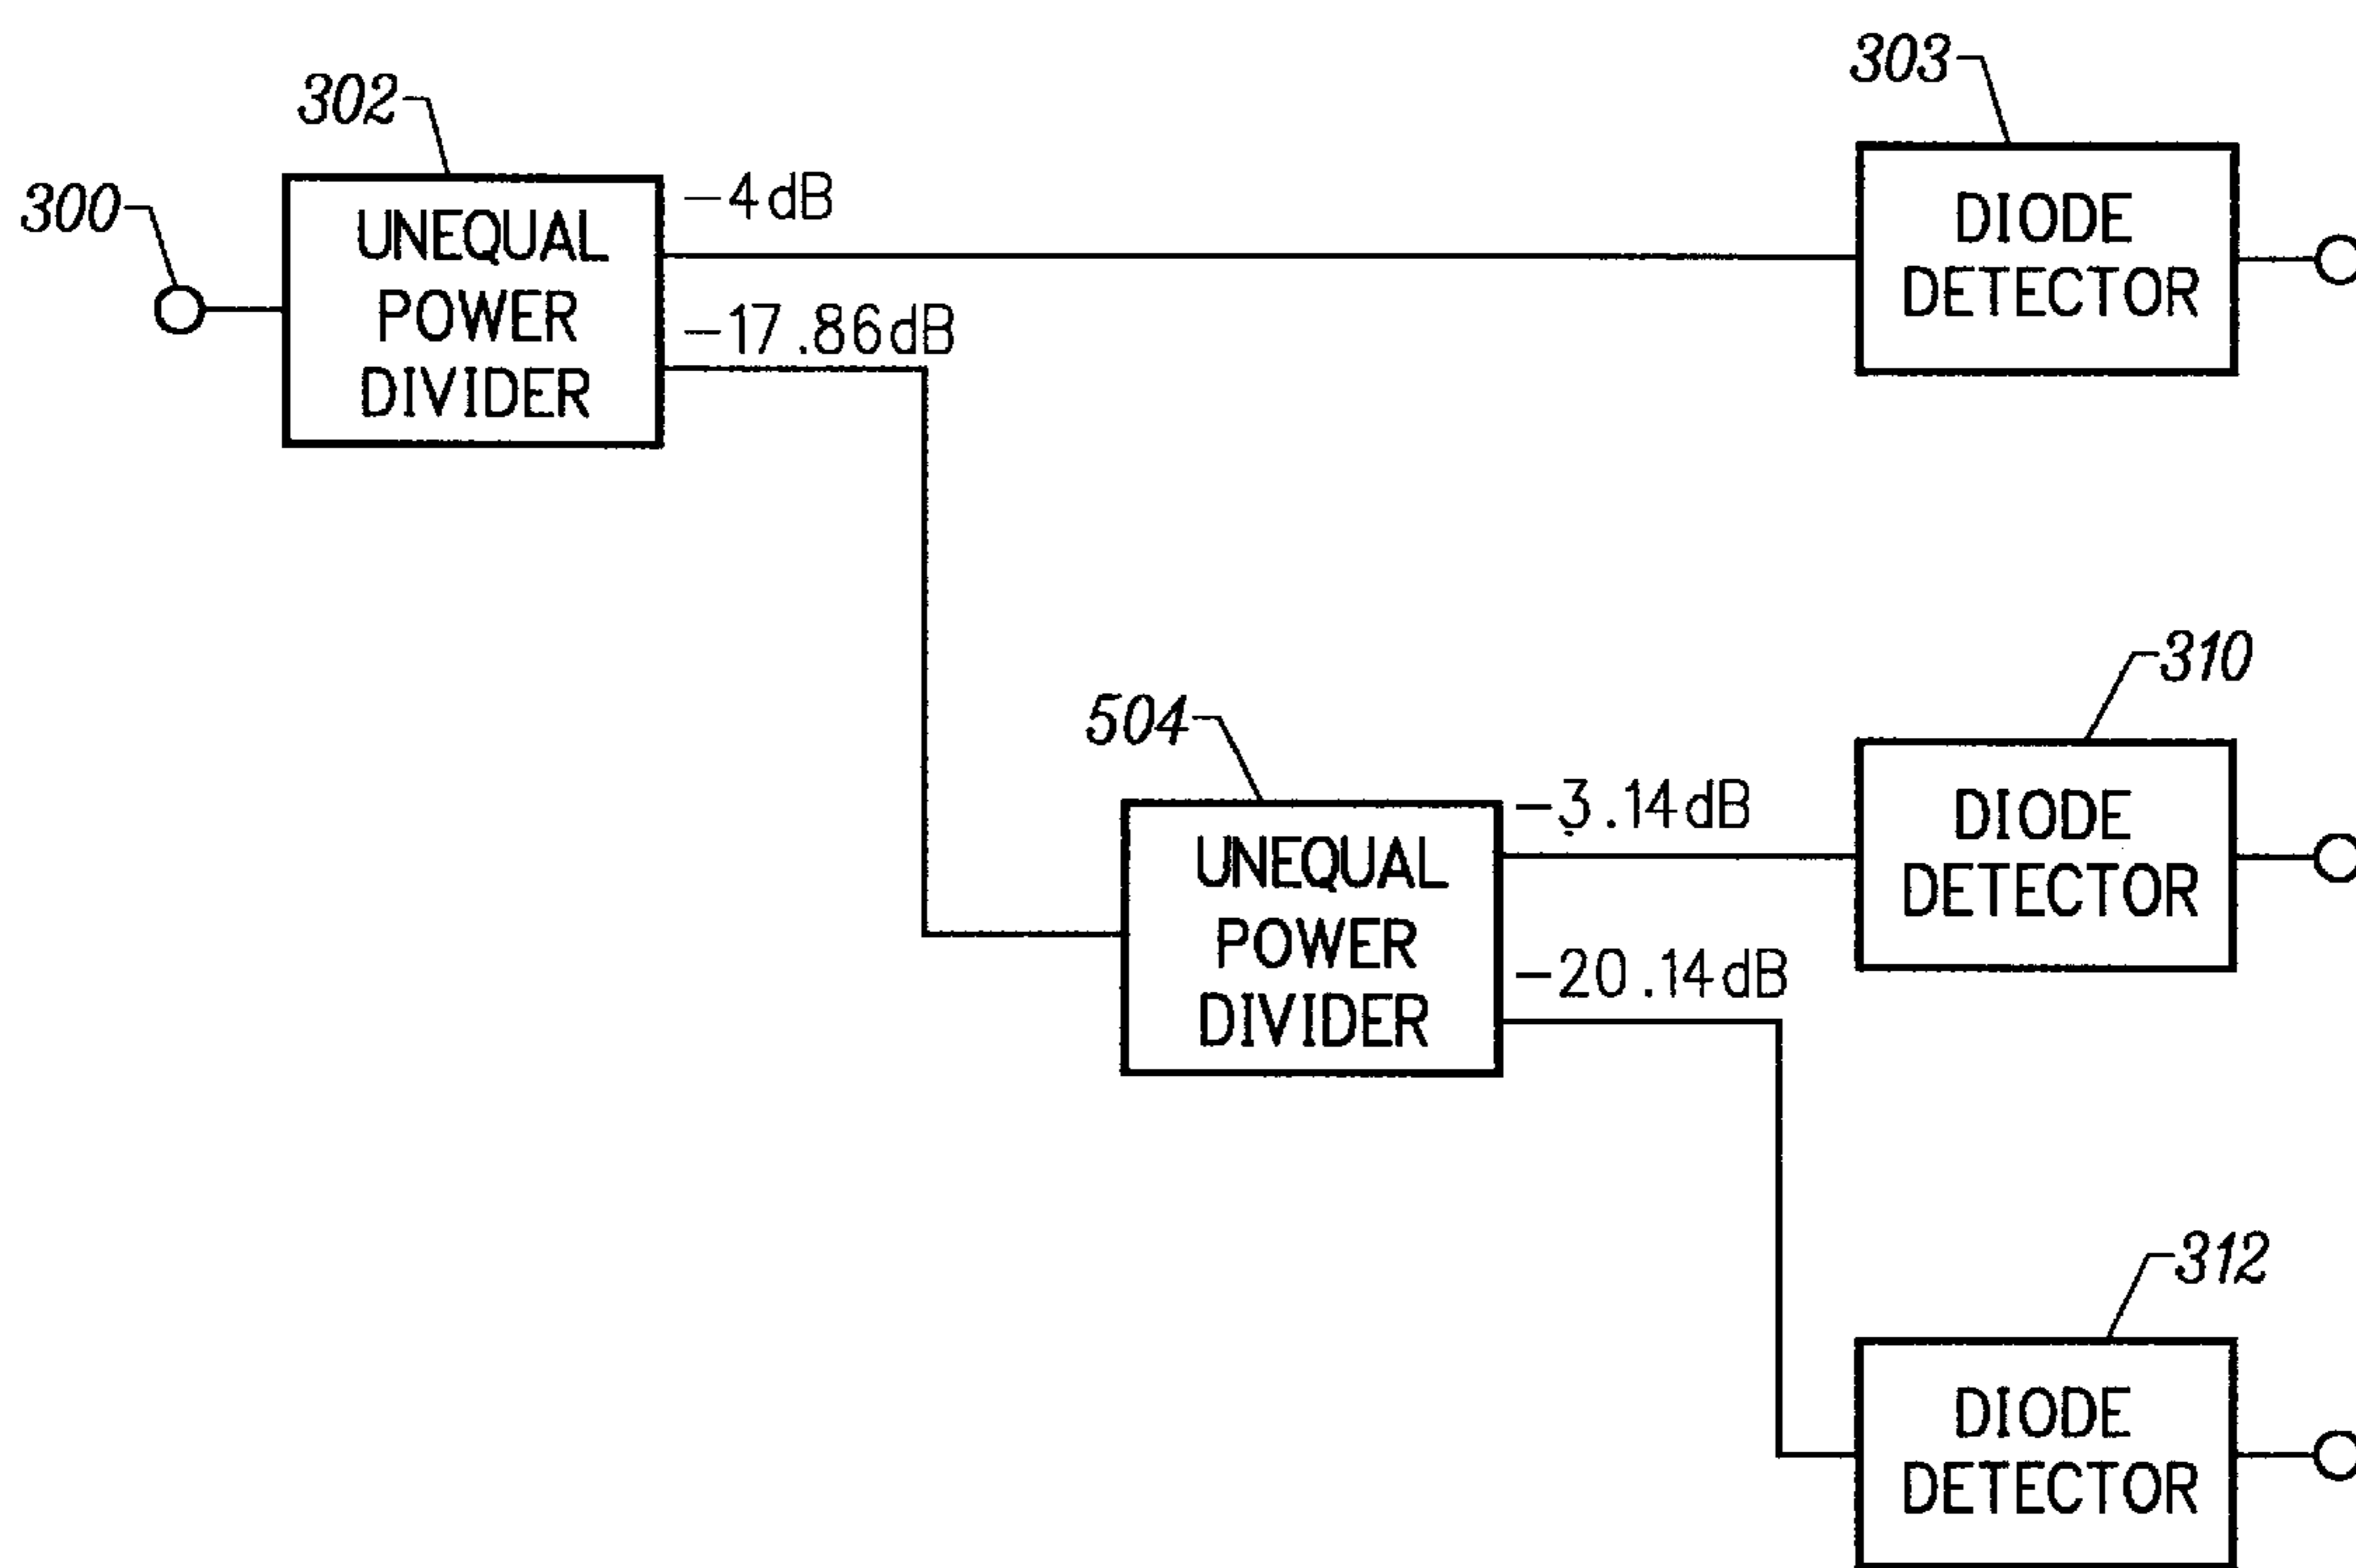 303
302
300
-4dB
UNEQUAL
POWER
DIVIDER
DIODE
DETECTOR
-17.86dB
310
504
-3.14dB
UNEQUAL
POWER
DIVIDER
DIODE
DETECTOR
-20.14dB
312
DIODE
DETECTOR